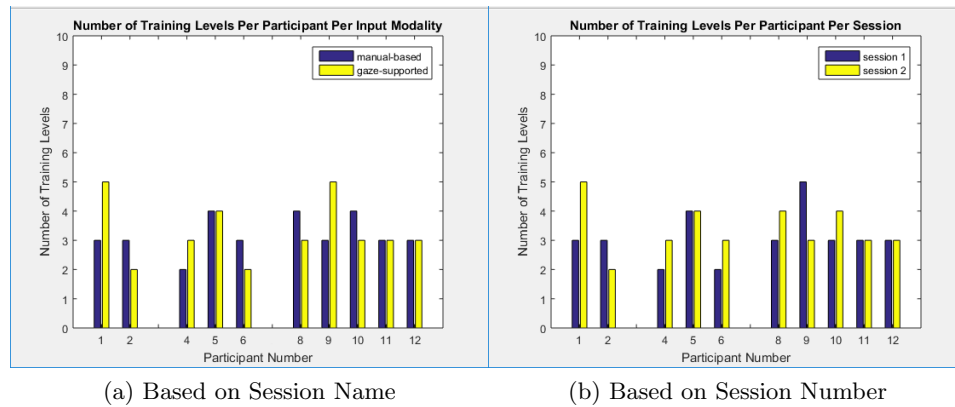 Number of Training Levels Per Participant Per Input Modality
10
9
8
7
6
5
4
3
2
1
0
Number of Training Levels
manual-based
gaze-supported
1 2 4 5 6 8 9 10 11 12
Participant Number
(a) Based on Session Name
Number of Training Levels Per Participant Per Session
10
9
8
7
6
5
4
3
2
1
0
Number of Training Levels
session 1
session 2
1 2 4 5 6 8 9 10 11 12
Participant Number
(b) Based on Session Number